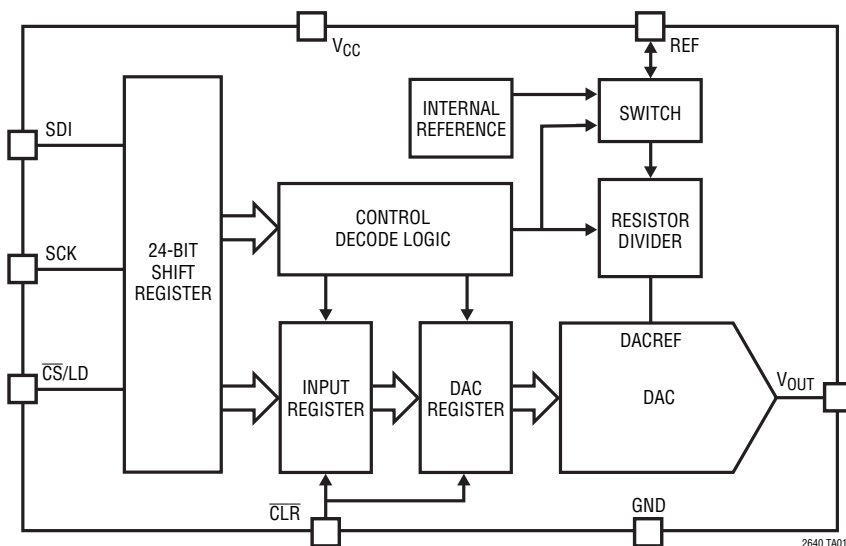 VCC
REF
SDI
SCK
CS/LD
24-BIT
SHIFT
REGISTER
INTERNAL
REFERENCE
SWITCH
CONTROL
DECODE LOGIC
RESISTOR
DIVIDER
INPUT
REGISTER
DAC
REGISTER
DACREF
DAC
VOUT
CLR
GND
2640 TA01